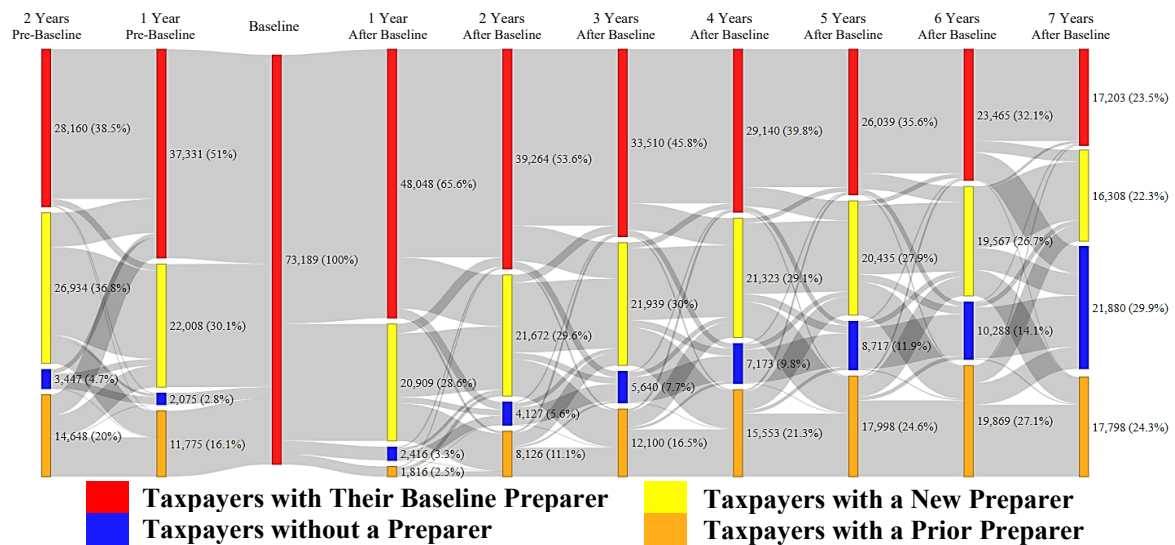 2 Years
Pre-Baseline
1 Year
Pre-Baseline
Baseline
1 Year
After Baseline
2 Years
After Baseline
3 Years
After Baseline
4 Years
After Baseline
5 Years
After Baseline
6 Years
After Baseline
7 Years
After Baseline
28,160 (38.5%)
26,934 (36.8%)
3,447 (4.7%)
14,648 (20%)
37,331 (51%)
22,008 (30.1%)
2,075 (2.8%)
11,775 (16.1%)
73,189 (100%)
48,048 (65.6%)
20,909 (28.6%)
2,416 (3.3%)
1,816 (2.5%)
39,264 (53.6%)
21,672 (29.6%)
4,127 (5.6%)
8,126 (11.1%)
33,510 (45.8%)
21,939 (30%)
5,640 (7.7%)
12,100 (16.5%)
29,140 (39.8%)
21,323 (29.1%)
7,173 (9.8%)
15,553 (21.3%)
26,039 (35.6%)
20,435 (27.9%)
8,717 (11.9%)
17,998 (24.6%)
23,465 (32.1%)
19,567 (26.7%)
10,288 (14.1%)
19,869 (27.1%)
17,203 (23.5%)
16,308 (22.3%)
21,880 (29.9%)
17,798 (24.3%)
Taxpayers with Their Baseline Preparer
Taxpayers without a Preparer
Taxpayers with a New Preparer
Taxpayers with a Prior Preparer